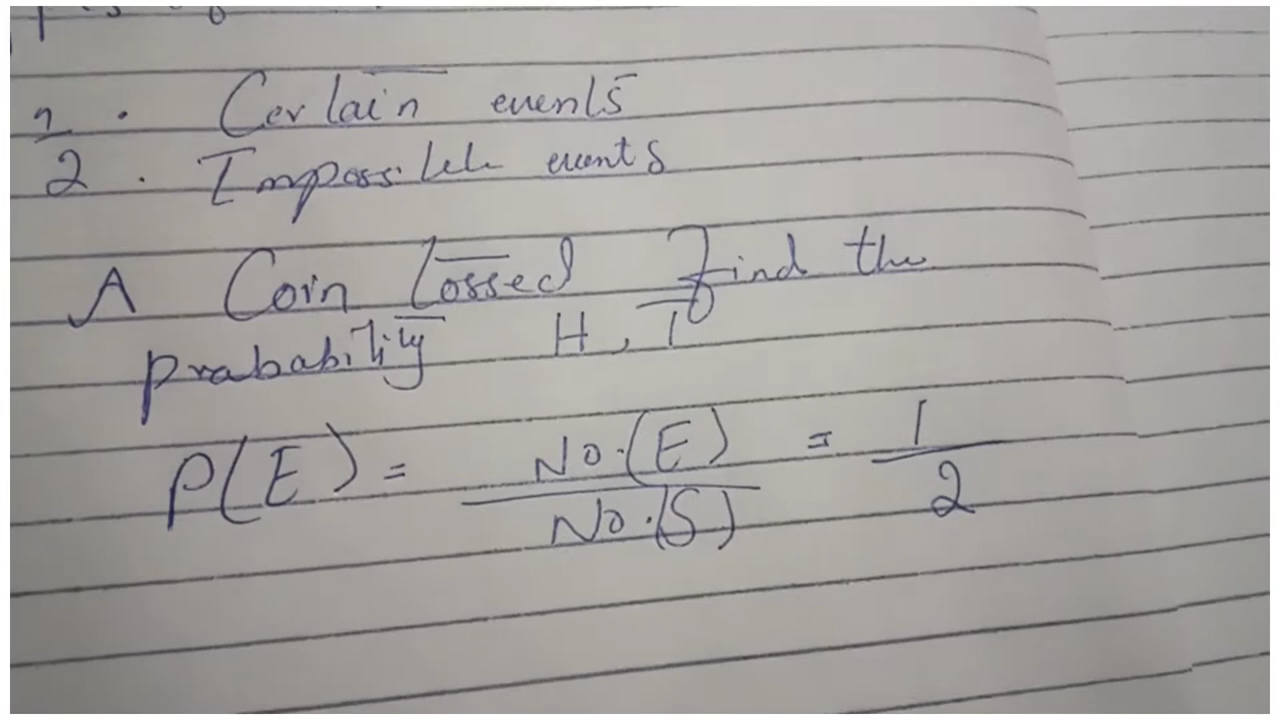 1. Certain events
2. Impossible events
A Coin Tossed Find the
probability H, T
P(E) = No.(E) / No.(S) = 1 / 2